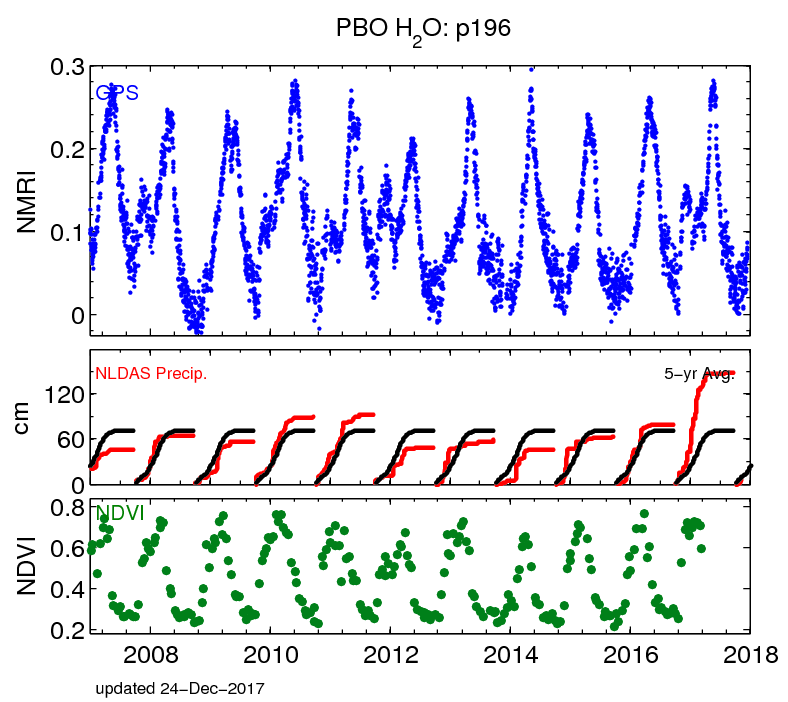 PBO H₂O: p196
0.3
GPS
0.2
NMRI
0.1
0
NLDAS Precip.
5−yr Avg.
120
cm
60
0
0.8
NDVI
0.6
NDVI
0.4
0.2
2008 2010 2012 2014 2016 2018
updated 24−Dec−2017